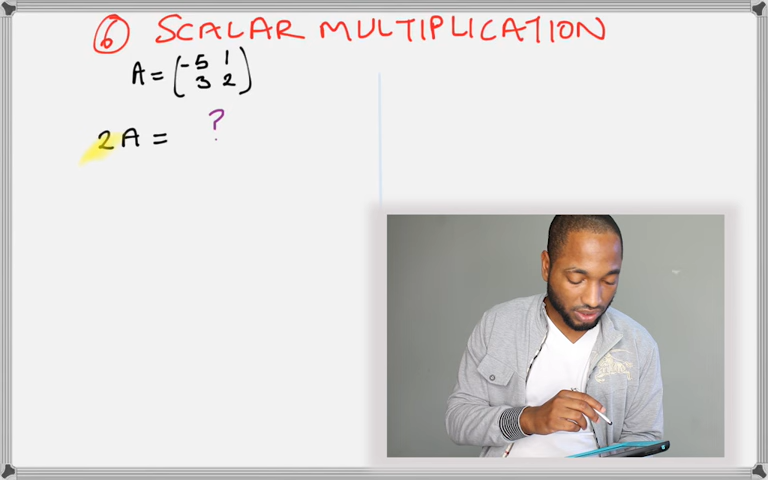 6 SCALAR MULTIPLICATION
A = (-5 1
3 2)
2A = ?